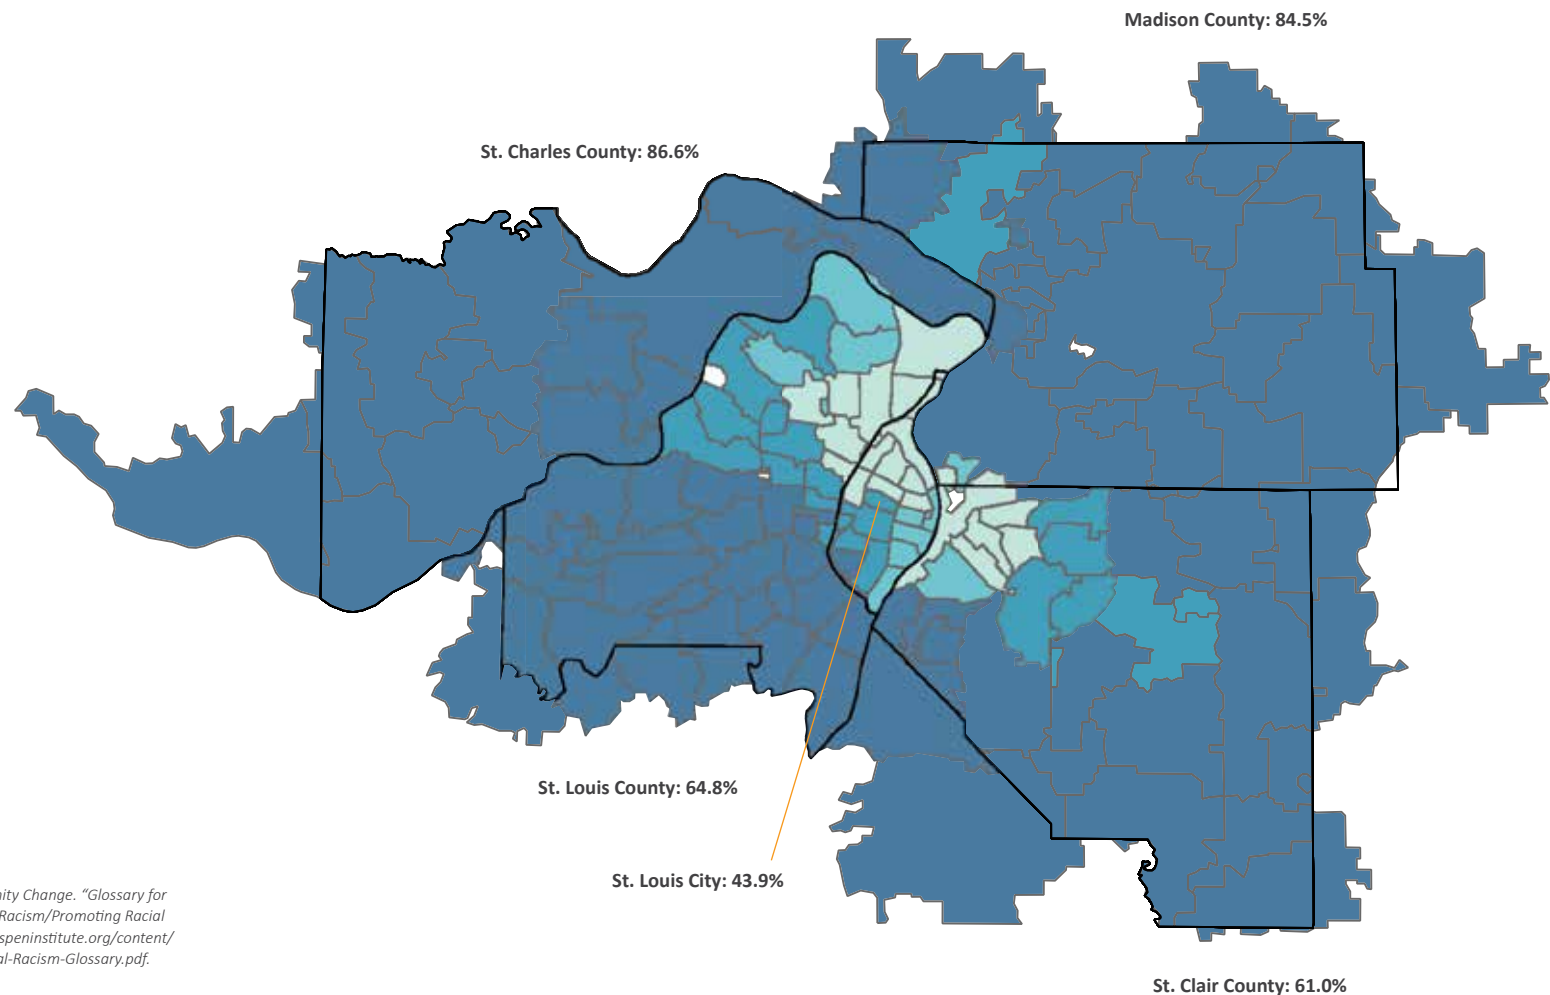 Madison County: 84.5%
St. Charles County: 86.6%
St. Louis County: 64.8%
St. Louis City: 43.9%
nity Change. “Glossary for
Racism/Promoting Racial
speninstitute.org/content/
al-Racism-Glossary.pdf.
St. Clair County: 61.0%